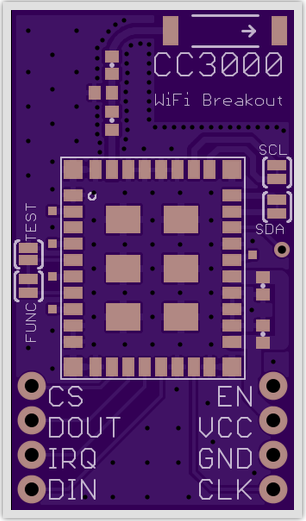 CC3000
WiFi Breakout
SCL
SDA
TEST
FUNC
CS
EN
DOUT
VCC
IRQ
GND
DIN
CLK